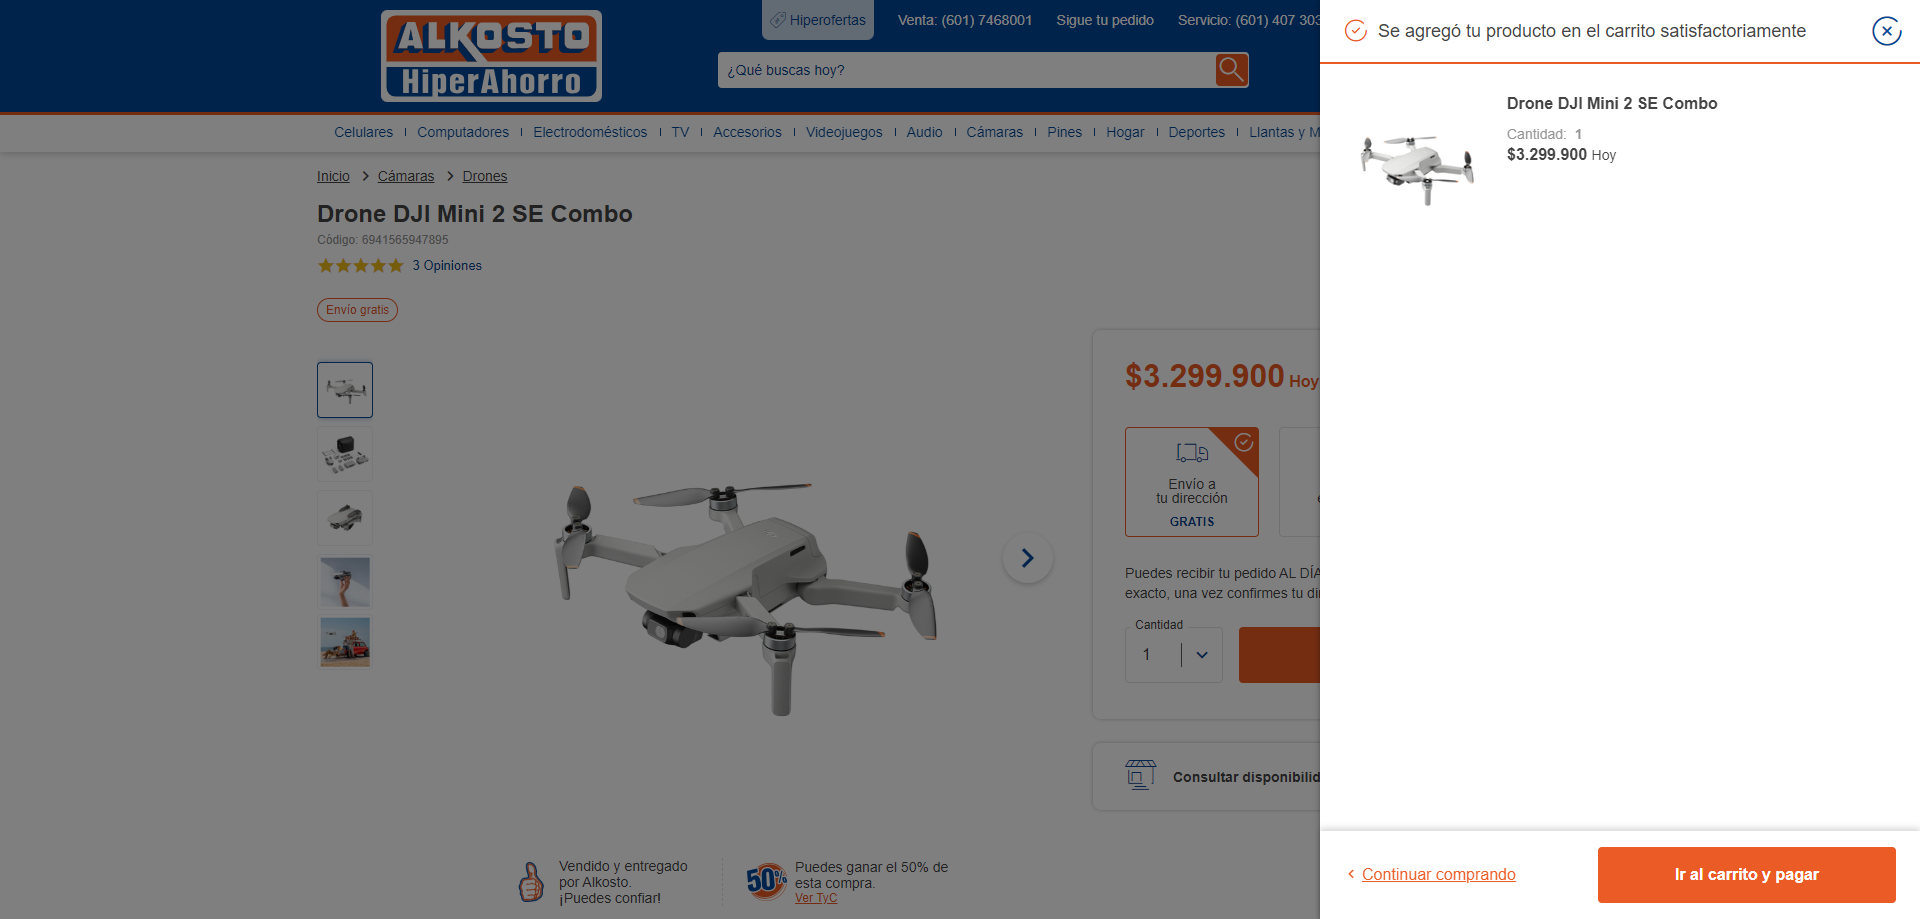 ALKOSTO
HiperAhorro
Hiperofertas
Venta: (601) 7468001
Sigue tu pedido
Servicio: (601) 407 303
¿Qué buscas hoy?
Celulares
Computadores
Electrodomésticos
TV
Accesorios
Videojuegos
Audio
Cámaras
Pines
Hogar
Deportes
Llantas y M
Inicio > Cámaras > Drones
Drone DJI Mini 2 SE Combo
Código: 6941565947895
3 Opiniones
Envío gratis
$3.299.900 Hoy
Envío a
tu dirección
GRATIS
Puedes recibir tu pedido AL DÍA
exacto, una vez confirmes tu di
Cantidad
1
Consultar disponibilid
Vendido y entregado
por Alkosto.
¡Puedes confiar!
50%
Puedes ganar el 50% de
esta compra.
Ver TyC
Se agregó tu producto en el carrito satisfactoriamente
Drone DJI Mini 2 SE Combo
Cantidad: 1
$3.299.900 Hoy
Continuar comprando
Ir al carrito y pagar